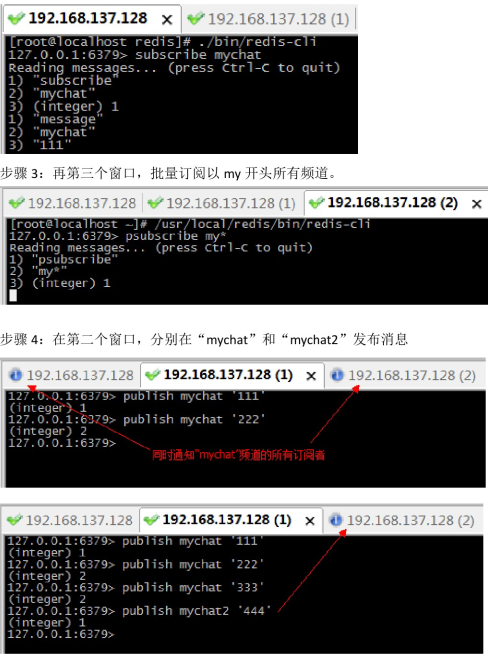 192.168.137.128 × 192.168.137.128 (1)
[root@localhost redis]# ./bin/redis-cli
127.0.0.1:6379> subscribe mychat
Reading messages... (press Ctrl-C to quit)
1) "subscribe"
2) "mychat"
3) (integer) 1
1) "message"
2) "mychat"
3) "111"
步骤 3：再第三个窗口，批量订阅以 my 开头所有频道。
192.168.137.128 192.168.137.128 (1) 192.168.137.128 (2) ×
[root@localhost ~]# /usr/local/redis/bin/redis-cli
127.0.0.1:6379> psubscribe my*
Reading messages... (press Ctrl-C to quit)
1) "psubscribe"
2) "my*"
3) (integer) 1
步骤 4：在第二个窗口，分别在“mychat”和“mychat2”发布消息
192.168.137.128 192.168.137.128 (1) × 192.168.137.128 (2)
127.0.0.1:6379> publish mychat '111'
(integer) 1
127.0.0.1:6379> publish mychat '222'
(integer) 2
127.0.0.1:6379>
同时通知“mychat”频道的所有订阅者
192.168.137.128 192.168.137.128 (1) × 192.168.137.128 (2)
127.0.0.1:6379> publish mychat '111'
(integer) 1
127.0.0.1:6379> publish mychat '222'
(integer) 2
127.0.0.1:6379> publish mychat '333'
(integer) 2
127.0.0.1:6379> publish mychat2 '444'
(integer) 1
127.0.0.1:6379>